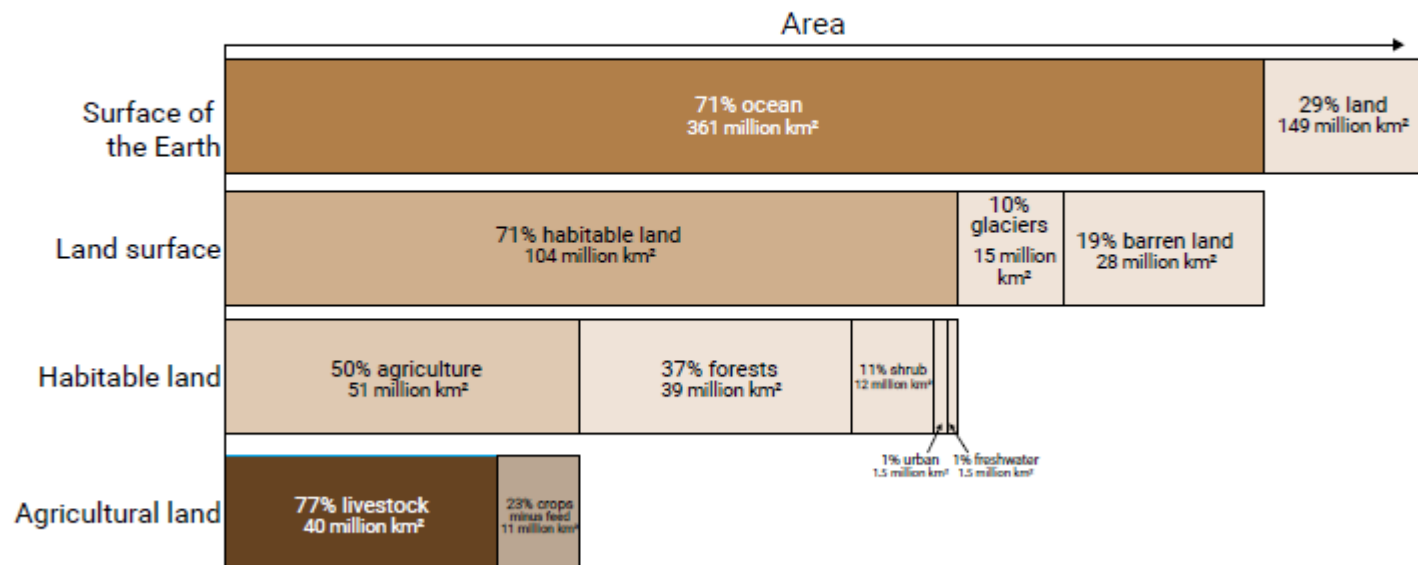 Area
Surface of
the Earth
71% ocean
361 million km²
29% land
149 million km²
Land surface
71% habitable land
104 million km²
10%
glaciers
15 million
km²
19% barren land
28 million km²
Habitable land
50% agriculture
51 million km²
37% forests
39 million km²
11% shrub
12 million km²
1% urban
1.5 million km²
1% freshwater
1.5 million km²
Agricultural land
77% livestock
40 million km²
23% crops
minus feed
11 million km²